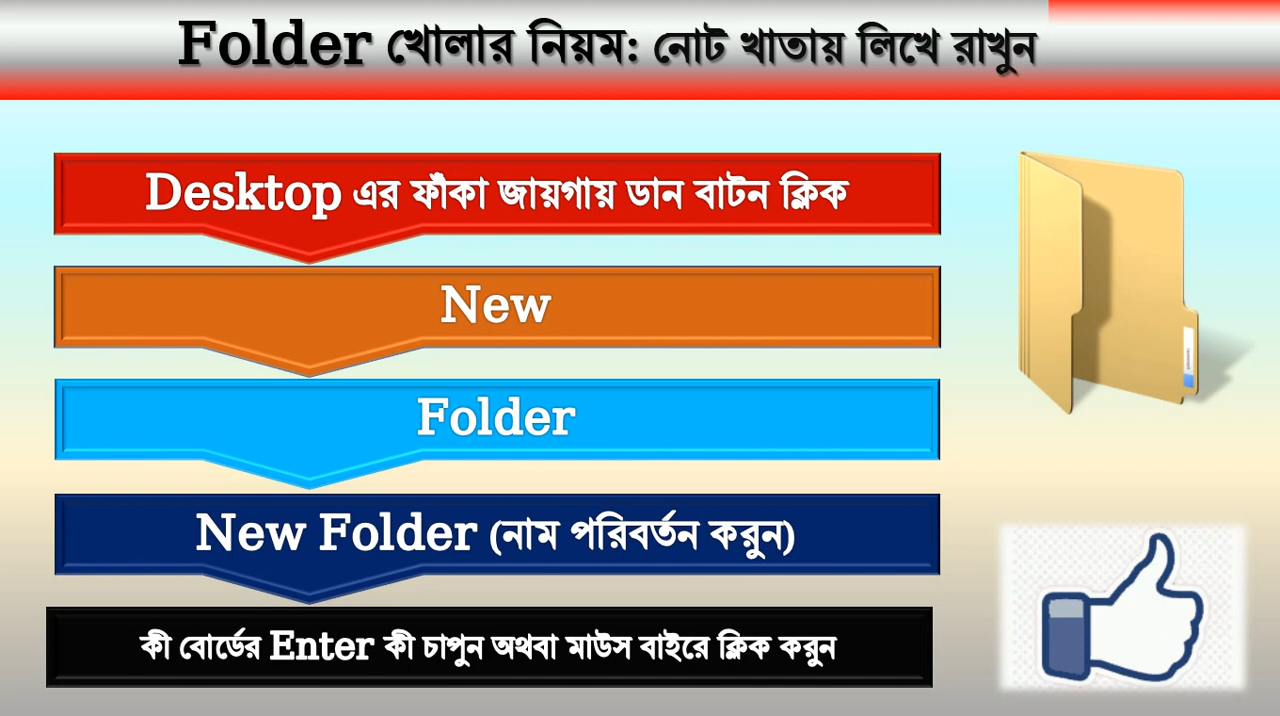 Folder খোলার নিয়ম: নোট খাতায় লিখে রাখুন
Desktop এর ফাঁকা জায়গায় ডান বাটন ক্লিক
New
Folder
New Folder (নাম পরিবর্তন করুন)
কী বোর্ডের Enter কী চাপুন অথবা মাউস বাইরে ক্লিক করুন